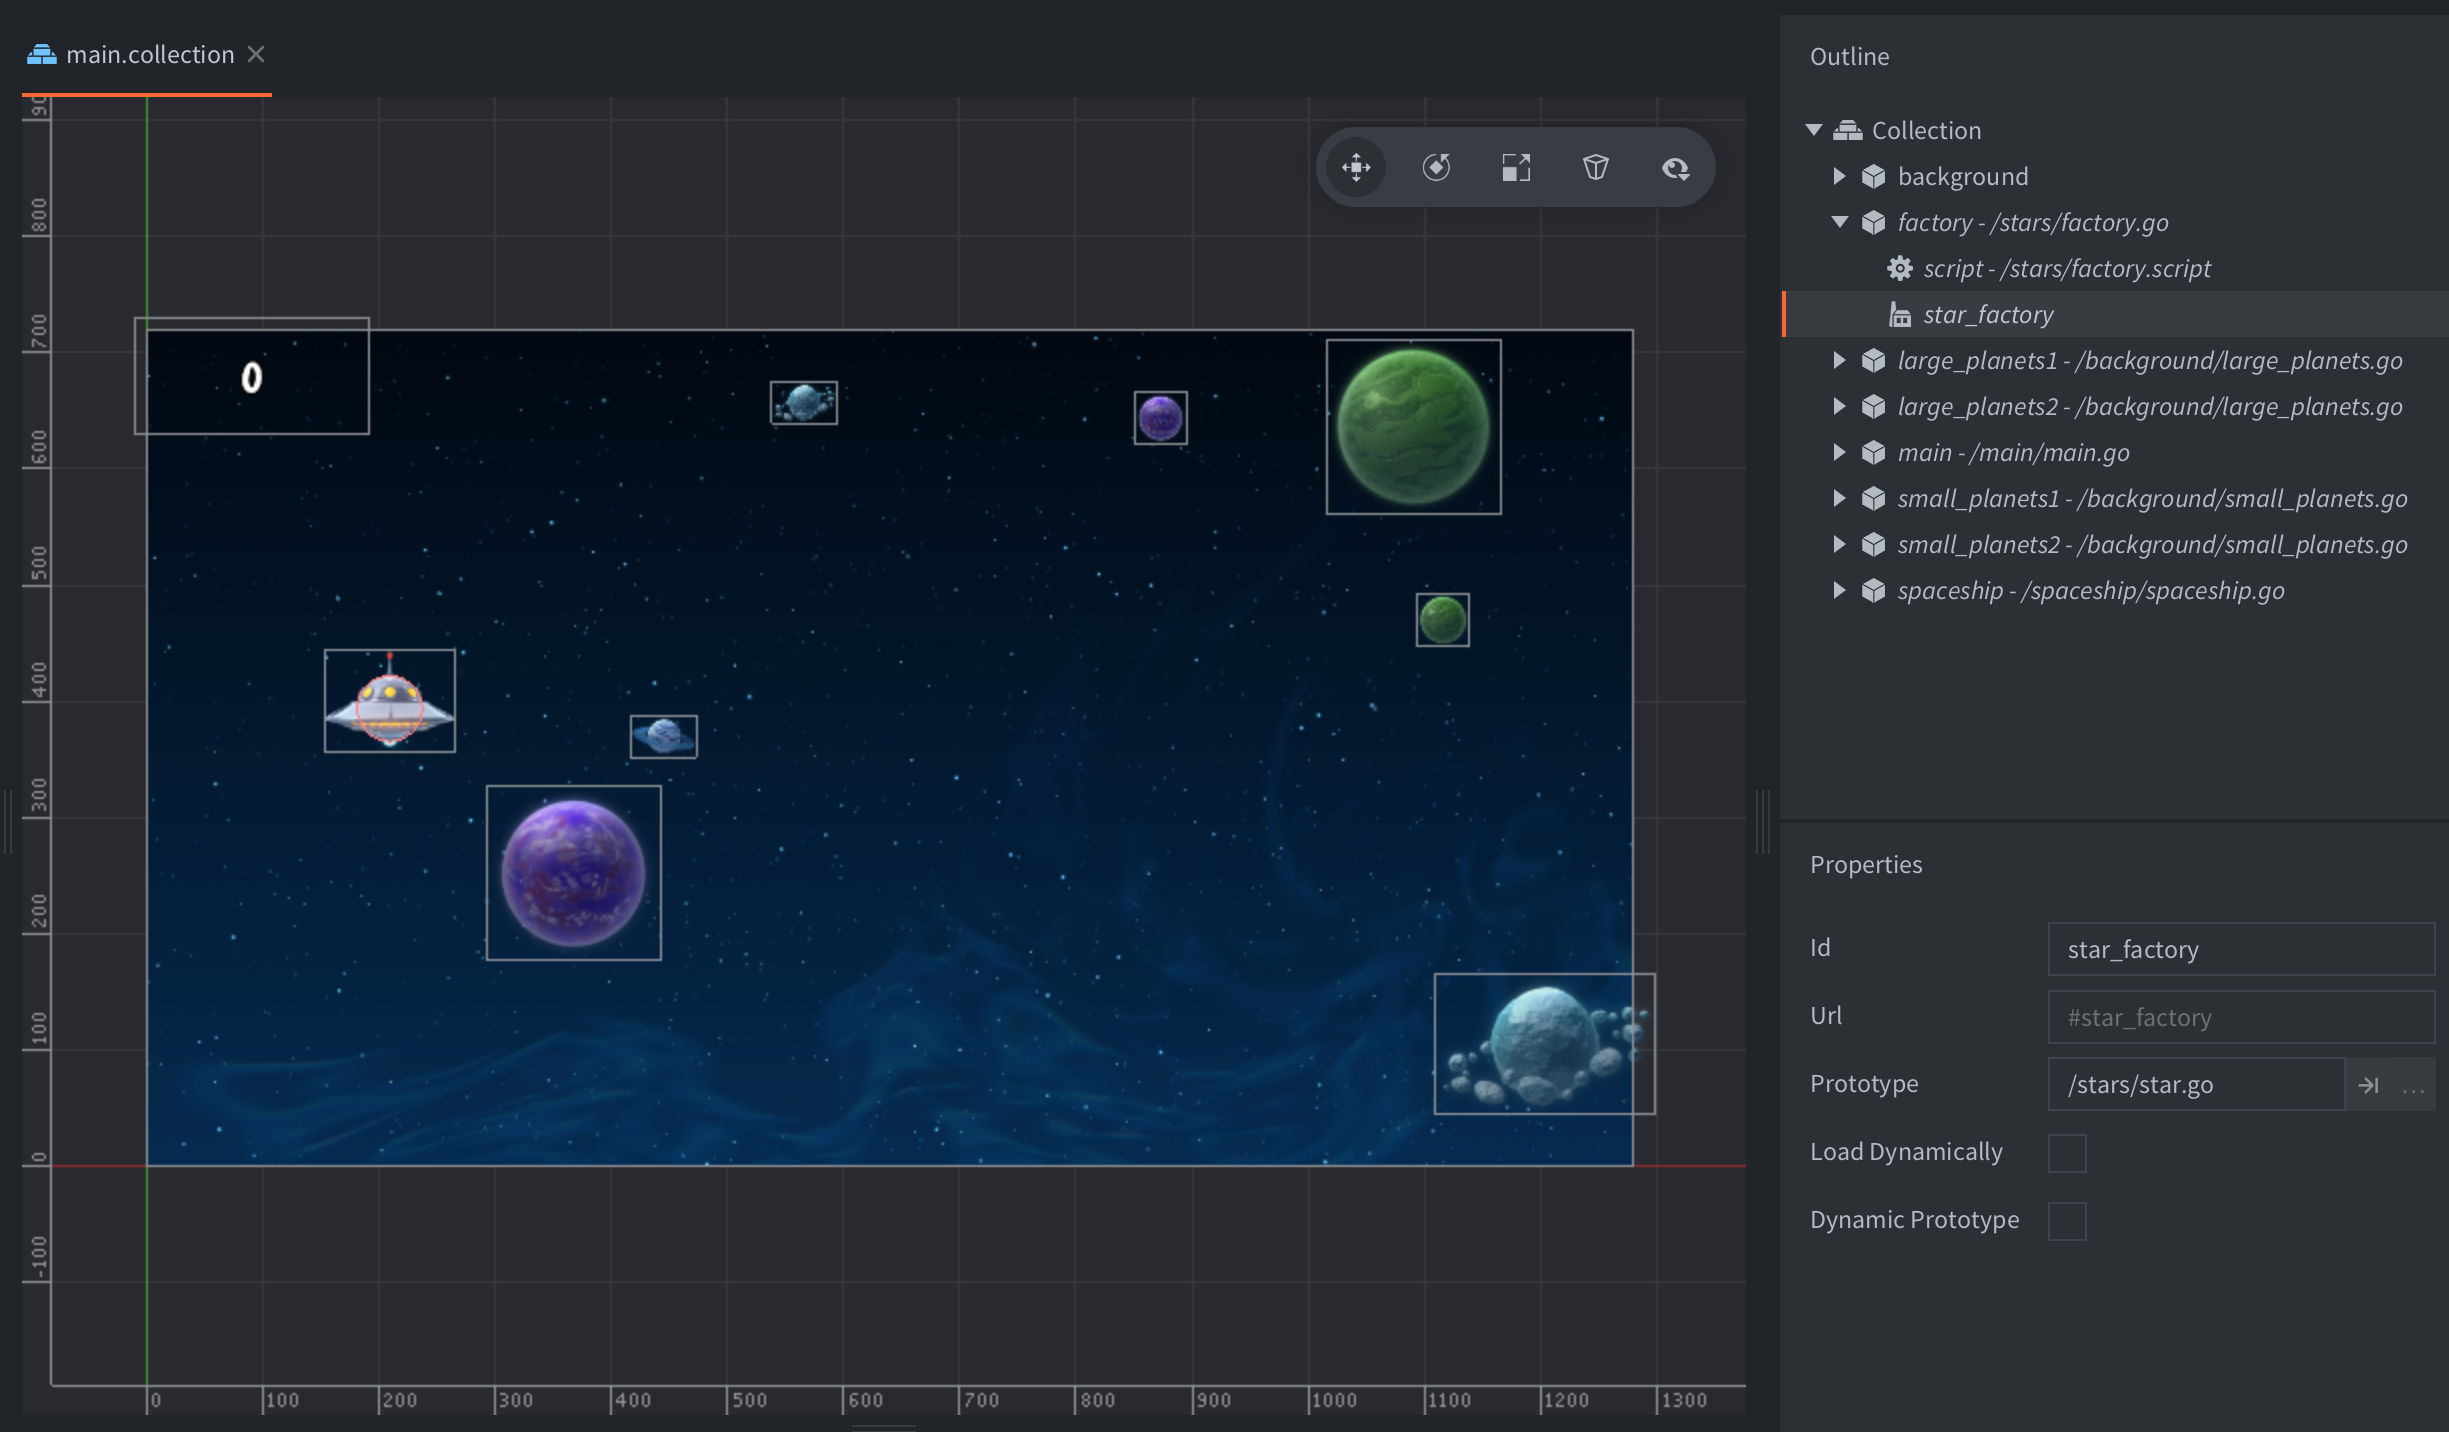 main.collection
Outline
Collection
background
factory - /stars/factory.go
script - /stars/factory.script
star_factory
large_planets1 - /background/large_planets.go
large_planets2 - /background/large_planets.go
main - /main/main.go
small_planets1 - /background/small_planets.go
small_planets2 - /background/small_planets.go
spaceship - /spaceship/spaceship.go
90
800
700
600
500
400
300
200
100
0
-100
0
0 100 200 300 400 500 600 700 800 900 1000 1100 1200 1300
Properties
Id star_factory
Url #star_factory
Prototype /stars/star.go ...
Load Dynamically
Dynamic Prototype